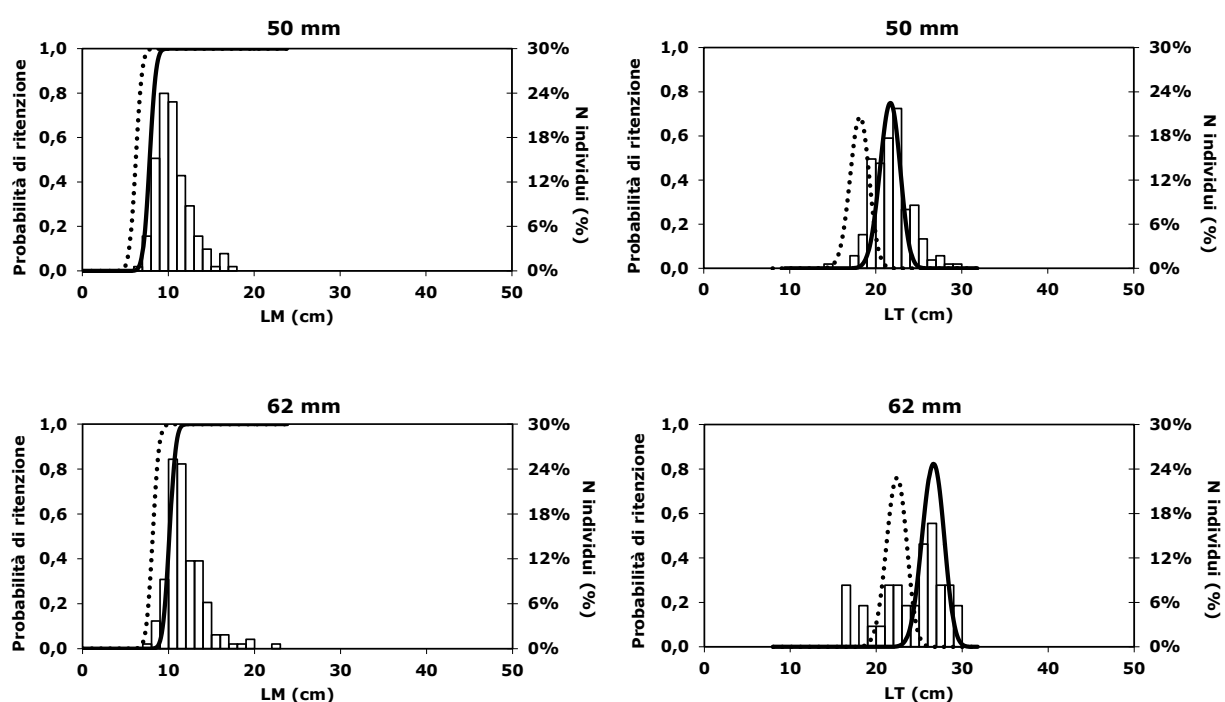 50 mm
1,0
0,8
0,6
0,4
0,2
0,0
30%
24%
18%
12%
6%
0%
0 10 20 30 40 50
LM (cm)
Probabilità di ritenzione
N individui (%)
50 mm
1,0
0,8
0,6
0,4
0,2
0,0
30%
24%
18%
12%
6%
0%
0 10 20 30 40 50
LT (cm)
Probabilità di ritenzione
N individui (%)
62 mm
1,0
0,8
0,6
0,4
0,2
0,0
30%
24%
18%
12%
6%
0%
0 10 20 30 40 50
LM (cm)
Probabilità di ritenzione
N individui (%)
62 mm
1,0
0,8
0,6
0,4
0,2
0,0
30%
24%
18%
12%
6%
0%
0 10 20 30 40 50
LT (cm)
Probabilità di ritenzione
N individui (%)